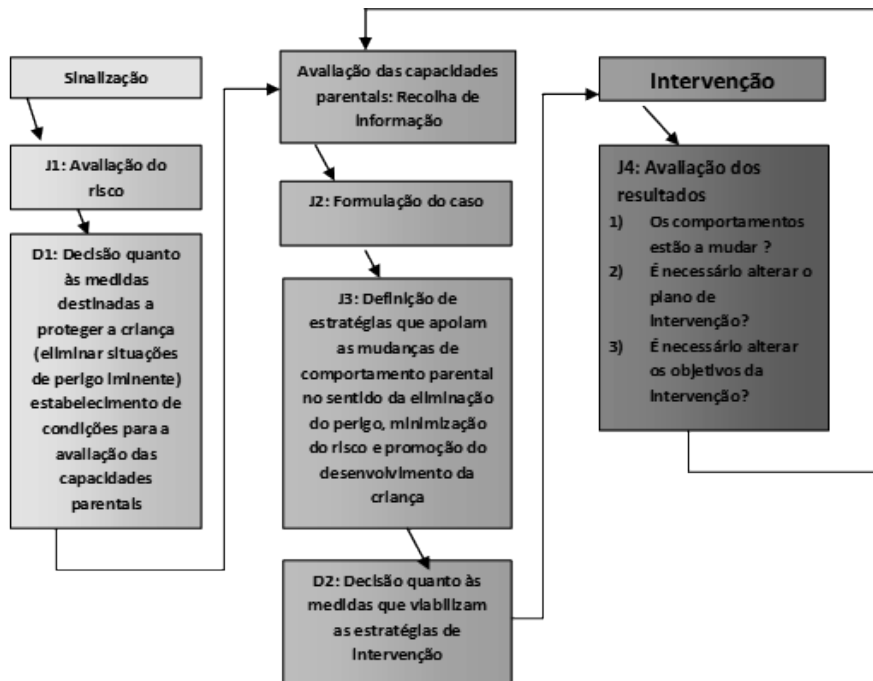 Sinalização
J1: Avaliação do
risco
D1: Decisão quanto
às medidas
destinadas a
proteger a criança
(eliminar situações
de perigo iminente)
estabelecimento de
condições para a
avaliação das
capacidades
parentais
Avaliação das capacidades
parentais: Recolha de
informação
J2: Formulação do caso
J3: Definição de
estratégias que apoiam
as mudanças de
comportamento parental
no sentido da eliminação
do perigo, minimização
do risco e promoção do
desenvolvimento da
criança
D2: Decisão quanto às
medidas que viabilizam
as estratégias de
intervenção
Intervenção
J4: Avaliação dos
resultados
1) Os comportamentos
estão a mudar ?
2) É necessário alterar o
plano de
intervenção?
3) É necessário alterar
os objetivos da
intervenção?